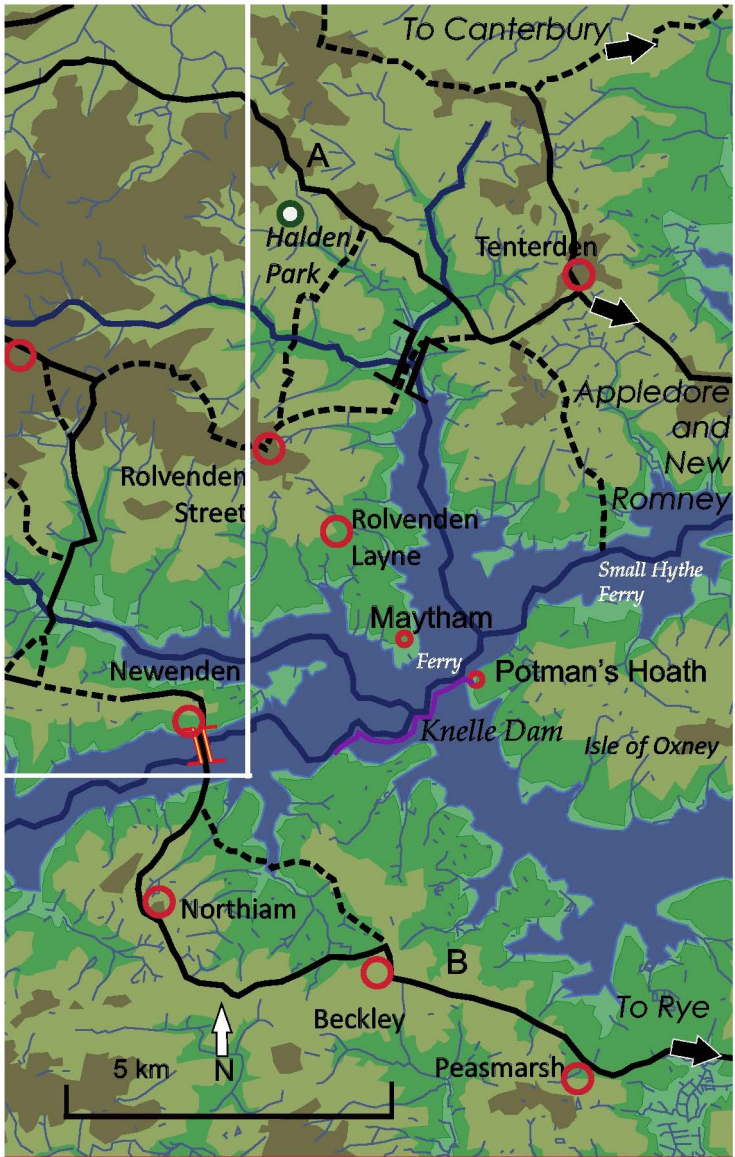 To Canterbury
A
Halden
Park
Tenterden
Appledore
and
New
Romney
Rolvenden
Street
Rolvenden
Layne
Small Hythe
Ferry
Maytham
Ferry
Newenden
Potman's Hoath
Knelle Dam
Isle of Oxney
Northiam
B
Beckley
To Rye
5 km
N
Peasmarsh